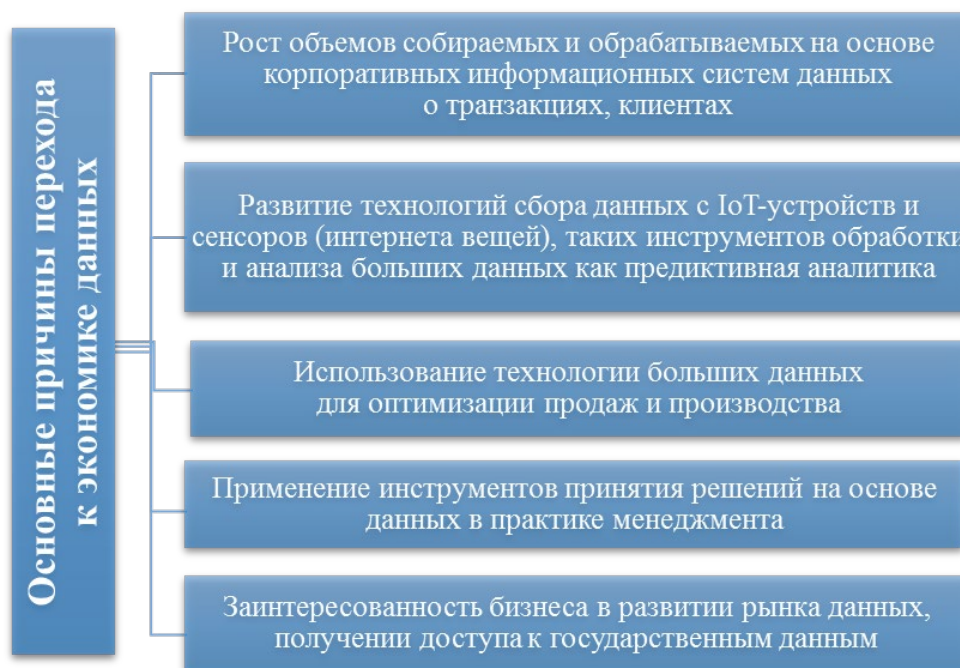 Основные причины перехода
к экономике данных
Рост объемов собираемых и обрабатываемых на основе
корпоративных информационных систем данных
о транзакциях, клиентах
Развитие технологий сбора данных с IoT-устройств и
сенсоров (интернета вещей), таких инструментов обработки
и анализа больших данных как предиктивная аналитика
Использование технологии больших данных
для оптимизации продаж и производства
Применение инструментов принятия решений на основе
данных в практике менеджмента
Заинтересованность бизнеса в развитии рынка данных,
получении доступа к государственным данным